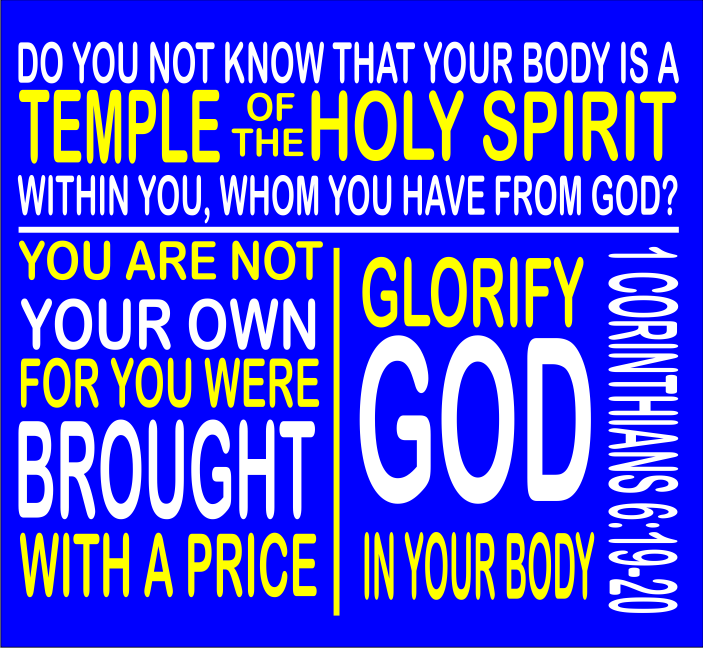 DO YOU NOT KNOW THAT YOUR BODY IS A
TEMPLE OF THE HOLY SPIRIT
WITHIN YOU, WHOM YOU HAVE FROM GOD?
YOU ARE NOT
YOUR OWN
FOR YOU WERE
BROUGHT
WITH A PRICE
GLORIFY
GOD
IN YOUR BODY
1 CORINTHIANS 6:19-20